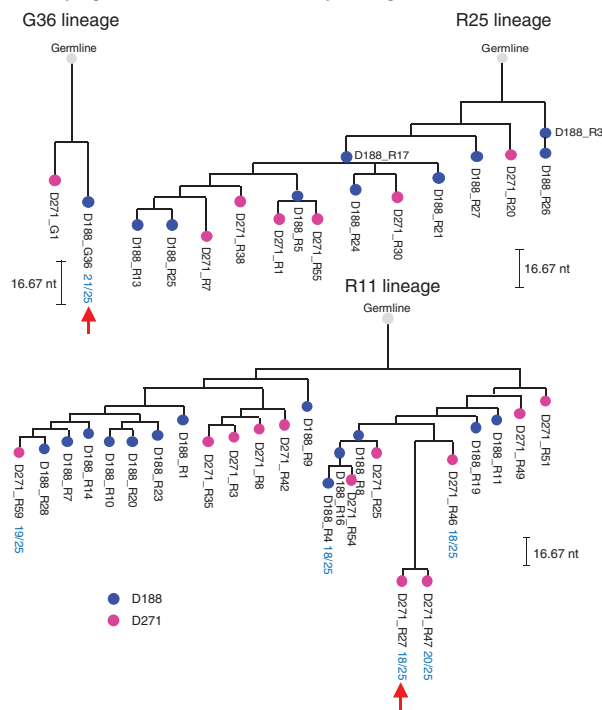 G36 lineage
R25 lineage
Germline
Germline
D188_R17
D188_R3
D271_G1
D188_G36 21/25
D188_R13
D188_R25
D271_R7
D271_R38
D271_R1
D188_R5
D271_R55
D188_R24
D271_R30
D188_R21
D188_R27
D271_R20
D188_R26
16.67 nt
16.67 nt
R11 lineage
Germline
D271_R59 19/25
D188_R28
D188_R7
D188_R14
D188_R10
D188_R20
D188_R23
D188_R1
D271_R35
D271_R3
D271_R8
D271_R42
D188_R9
D188_R4 18/25
D188_R16
D271_R54
D188_R8
D271_R25
D271_R27 18/25
D271_R47 20/25
D271_R46 18/25
D188_R19
D188_R11
D271_R49
D271_R51
16.67 nt
D188
D271